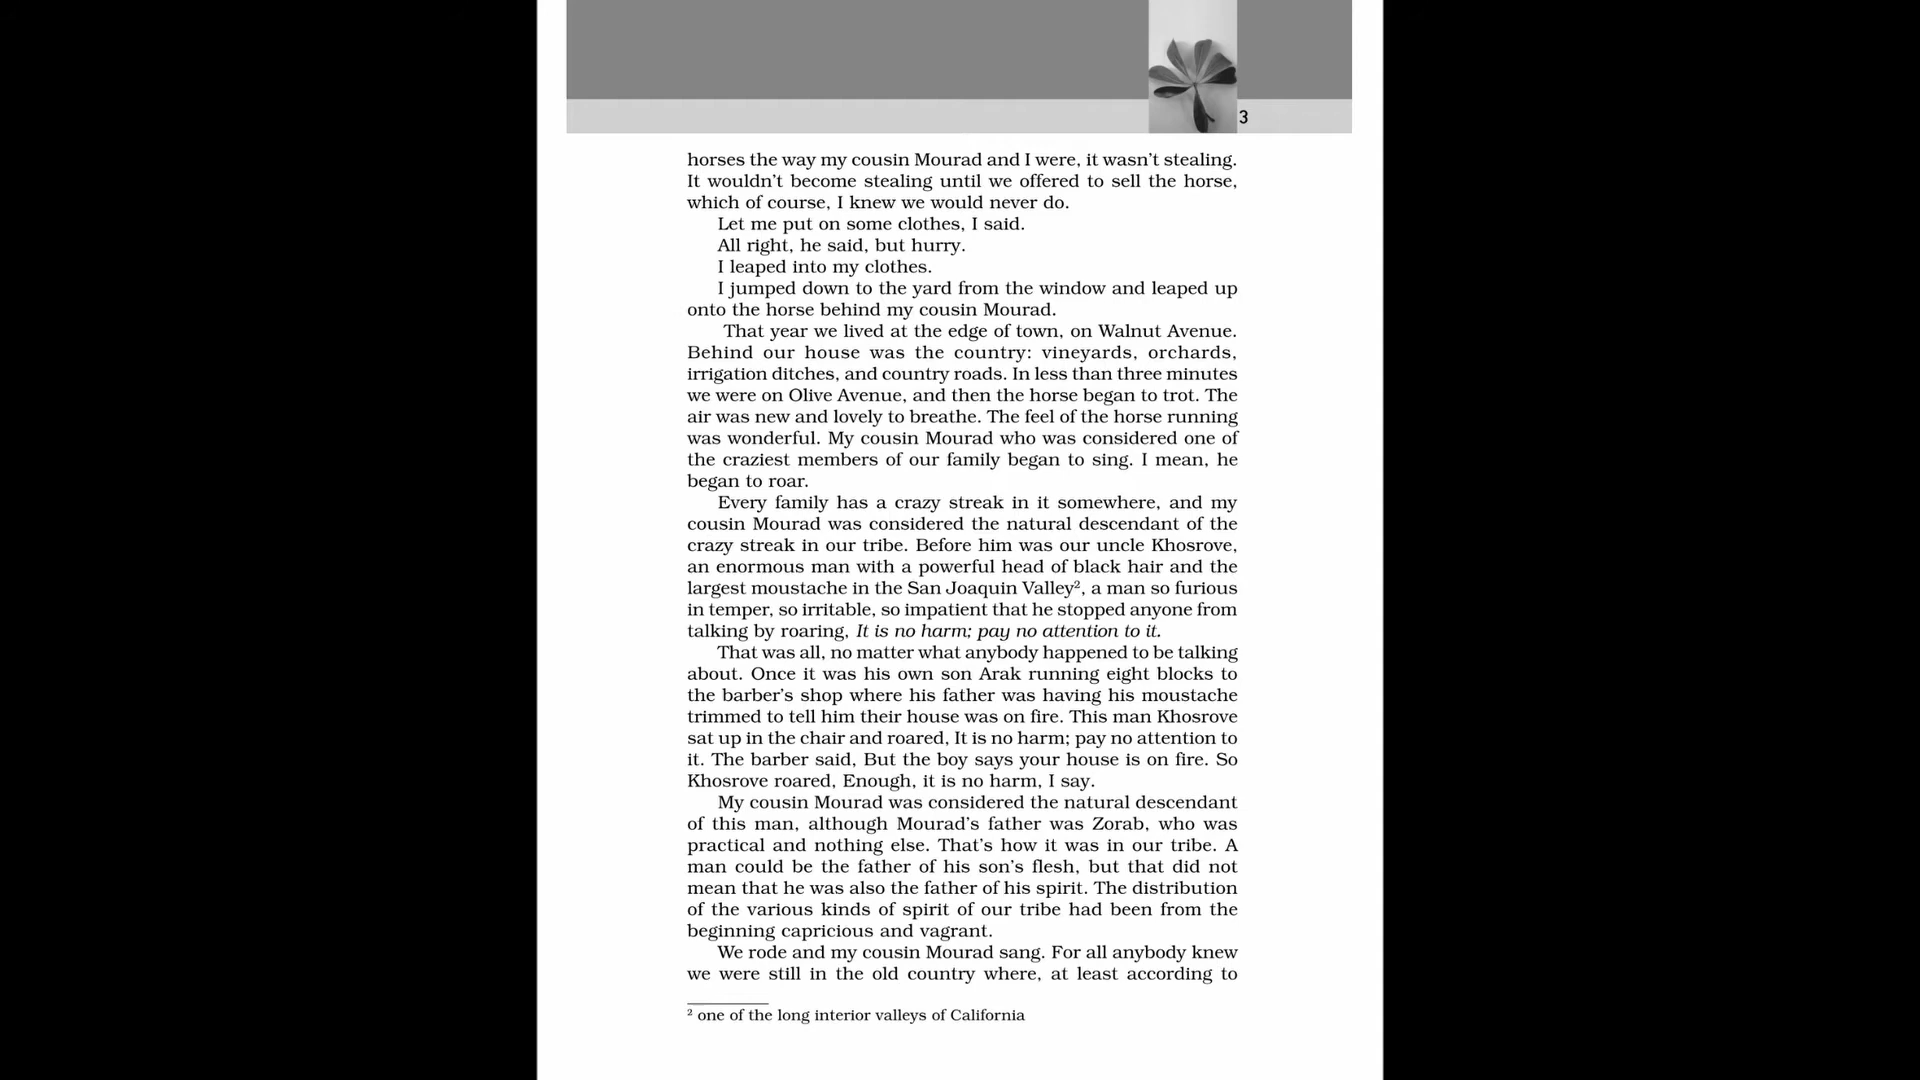 3
horses the way my cousin Mourad and I were, it wasn’t stealing.
It wouldn’t become stealing until we offered to sell the horse,
which of course, I knew we would never do.
Let me put on some clothes, I said.
All right, he said, but hurry.
I leaped into my clothes.
I jumped down to the yard from the window and leaped up
onto the horse behind my cousin Mourad.
That year we lived at the edge of town, on Walnut Avenue.
Behind our house was the country: vineyards, orchards,
irrigation ditches, and country roads. In less than three minutes
we were on Olive Avenue, and then the horse began to trot. The
air was new and lovely to breathe. The feel of the horse running
was wonderful. My cousin Mourad who was considered one of
the craziest members of our family began to sing. I mean, he
began to roar.
Every family has a crazy streak in it somewhere, and my
cousin Mourad was considered the natural descendant of the
crazy streak in our tribe. Before him was our uncle Khosrove,
an enormous man with a powerful head of black hair and the
largest moustache in the San Joaquin Valley², a man so furious
in temper, so irritable, so impatient that he stopped anyone from
talking by roaring, It is no harm; pay no attention to it.
That was all, no matter what anybody happened to be talking
about. Once it was his own son Arak running eight blocks to
the barber’s shop where his father was having his moustache
trimmed to tell him their house was on fire. This man Khosrove
sat up in the chair and roared, It is no harm; pay no attention to
it. The barber said, But the boy says your house is on fire. So
Khosrove roared, Enough, it is no harm, I say.
My cousin Mourad was considered the natural descendant
of this man, although Mourad’s father was Zorab, who was
practical and nothing else. That’s how it was in our tribe. A
man could be the father of his son’s flesh, but that did not
mean that he was also the father of his spirit. The distribution
of the various kinds of spirit of our tribe had been from the
beginning capricious and vagrant.
We rode and my cousin Mourad sang. For all anybody knew
we were still in the old country where, at least according to
² one of the long interior valleys of California